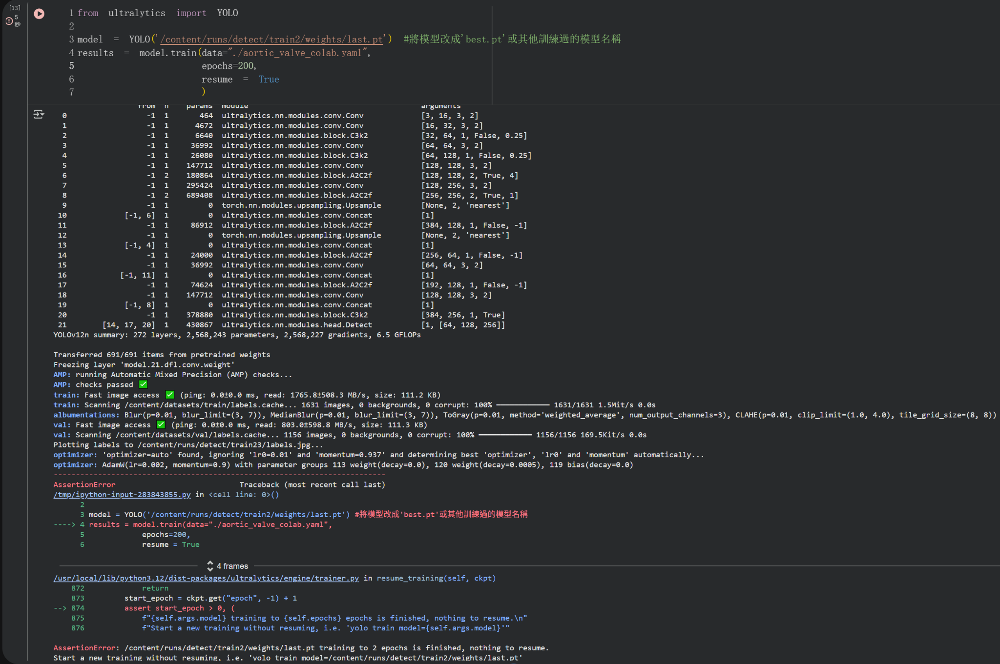 [13]
5
秒
1 from ultralytics import YOLO
2
3 model = YOLO('/content/runs/detect/train2/weights/last.pt') #將模型改成'best.pt'或其他訓練過的模型名稱
4 results = model.train(data="./aortic_valve_colab.yaml",
5 epochs=200,
6 resume = True
7 )
from n params module arguments
0 -1 1 464 ultralytics.nn.modules.conv.Conv [3, 16, 3, 2]
1 -1 1 4672 ultralytics.nn.modules.conv.Conv [16, 32, 3, 2]
2 -1 1 6640 ultralytics.nn.modules.block.C3k2 [32, 64, 1, False, 0.25]
3 -1 1 36992 ultralytics.nn.modules.conv.Conv [64, 64, 3, 2]
4 -1 1 26080 ultralytics.nn.modules.block.C3k2 [64, 128, 1, False, 0.25]
5 -1 1 147712 ultralytics.nn.modules.conv.Conv [128, 128, 3, 2]
6 -1 2 180864 ultralytics.nn.modules.block.A2C2f [128, 128, 2, True, 4]
7 -1 1 295424 ultralytics.nn.modules.conv.Conv [128, 256, 3, 2]
8 -1 2 689408 ultralytics.nn.modules.block.A2C2f [256, 256, 2, True, 1]
9 -1 1 0 torch.nn.modules.upsampling.Upsample [None, 2, 'nearest']
10 [-1, 6] 1 0 ultralytics.nn.modules.conv.Concat [1]
11 -1 1 86912 ultralytics.nn.modules.block.A2C2f [384, 128, 1, False, -1]
12 -1 1 0 torch.nn.modules.upsampling.Upsample [None, 2, 'nearest']
13 [-1, 4] 1 0 ultralytics.nn.modules.conv.Concat [1]
14 -1 1 24000 ultralytics.nn.modules.block.A2C2f [256, 64, 1, False, -1]
15 -1 1 36992 ultralytics.nn.modules.conv.Conv [64, 64, 3, 2]
16 [-1, 11] 1 0 ultralytics.nn.modules.conv.Concat [1]
17 -1 1 74624 ultralytics.nn.modules.block.A2C2f [192, 128, 1, False, -1]
18 -1 1 147712 ultralytics.nn.modules.conv.Conv [128, 128, 3, 2]
19 [-1, 8] 1 0 ultralytics.nn.modules.conv.Concat [1]
20 -1 1 378880 ultralytics.nn.modules.block.C3k2 [384, 256, 1, True]
21 [14, 17, 20] 1 430867 ultralytics.nn.modules.head.Detect [1, [64, 128, 256]]
YOLOv12n summary: 272 layers, 2,568,243 parameters, 2,568,227 gradients, 6.5 GFLOPs
Transferred 691/691 items from pretrained weights
Freezing layer 'model.21.dfl.conv.weight'
AMP: running Automatic Mixed Precision (AMP) checks...
AMP: checks passed ✅
train: Fast image access ✅ (ping: 0.0±0.0 ms, read: 1765.8±508.3 MB/s, size: 111.2 KB)
train: Scanning /content/datasets/train/labels.cache... 1631 images, 0 backgrounds, 0 corrupt: 100% ━━━━━━━━━━━━ 1631/1631 1.5Mit/s 0.0s
albumentations: Blur(p=0.01, blur_limit=(3, 7)), MedianBlur(p=0.01, blur_limit=(3, 7)), ToGray(p=0.01, method='weighted_average', num_output_channels=3), CLAHE(p=0.01, clip_limit=(1.0, 4.0), tile_grid_size=(8, 8))
val: Fast image access ✅ (ping: 0.0±0.0 ms, read: 803.0±598.8 MB/s, size: 111.3 KB)
val: Scanning /content/datasets/val/labels.cache... 1156 images, 0 backgrounds, 0 corrupt: 100% ━━━━━━━━━━━━ 1156/1156 169.5Kit/s 0.0s
Plotting labels to /content/runs/detect/train23/labels.jpg...
optimizer: 'optimizer=auto' found, ignoring 'lr0=0.01' and 'momentum=0.937' and determining best 'optimizer', 'lr0' and 'momentum' automatically...
optimizer: AdamW(lr=0.002, momentum=0.9) with parameter groups 113 weight(decay=0.0), 120 weight(decay=0.0005), 119 bias(decay=0.0)
---------------------------------------------------------------------------
AssertionError Traceback (most recent call last)
/tmp/ipython-input-283843855.py in <cell line: 0>()
2
3 model = YOLO('/content/runs/detect/train2/weights/last.pt') #將模型改成'best.pt'或其他訓練過的模型名稱
----> 4 results = model.train(data="./aortic_valve_colab.yaml",
5 epochs=200,
6 resume = True
4 frames
/usr/local/lib/python3.12/dist-packages/ultralytics/engine/trainer.py in resume_training(self, ckpt)
872 return
873 start_epoch = ckpt.get("epoch", -1) + 1
--> 874 assert start_epoch > 0, (
875 f"{self.args.model} training to {self.epochs} epochs is finished, nothing to resume.\n"
876 f"Start a new training without resuming, i.e. 'yolo train model={self.args.model}'"
AssertionError: /content/runs/detect/train2/weights/last.pt training to 2 epochs is finished, nothing to resume.
Start a new training without resuming, i.e. 'yolo train model=/content/runs/detect/train2/weights/last.pt'